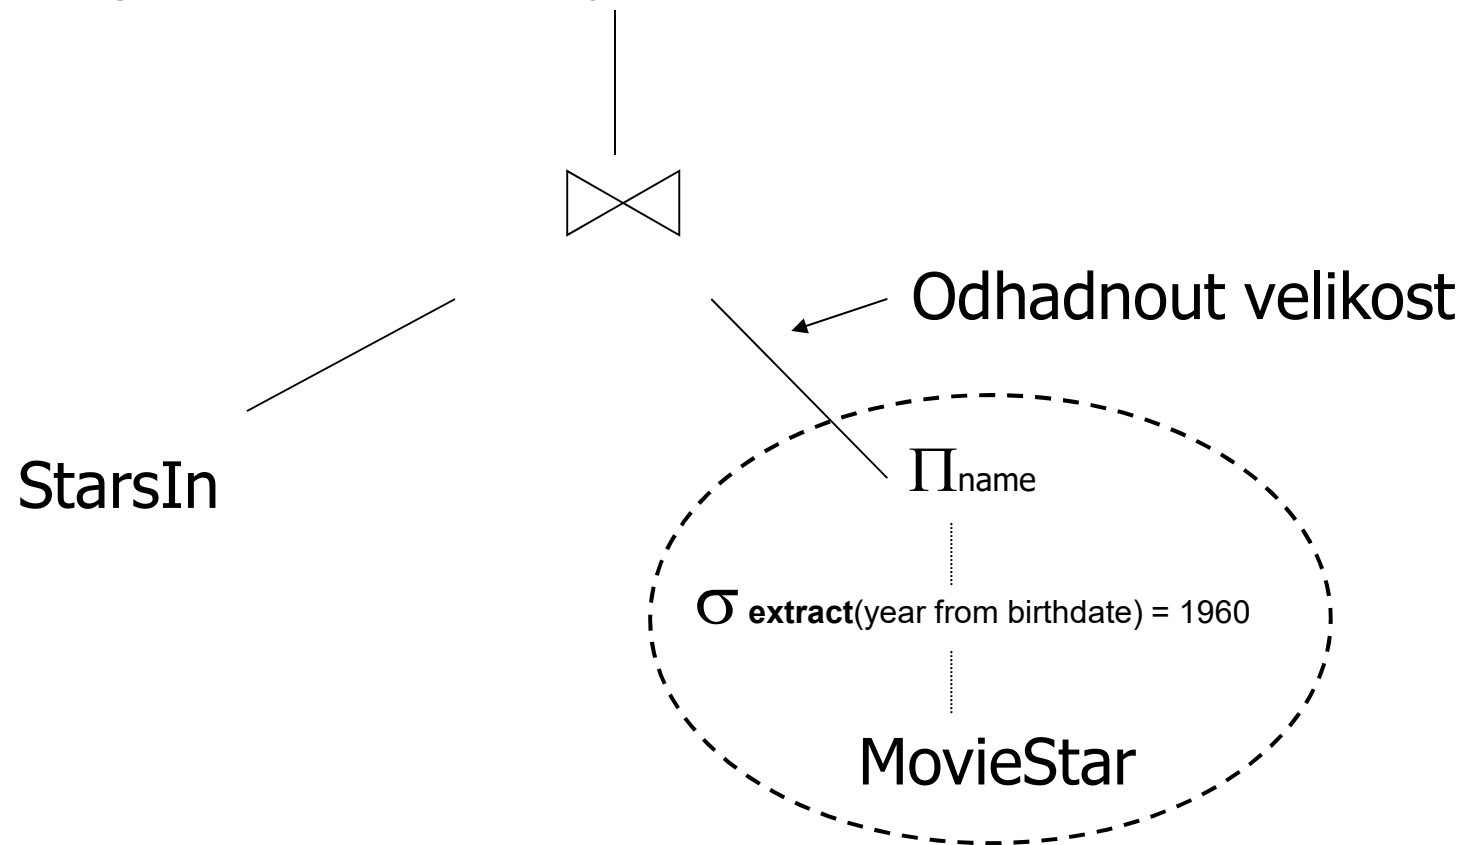 Odhadnout velikost
StarsIn
Πname
σ extract(year from birthdate) = 1960
MovieStar